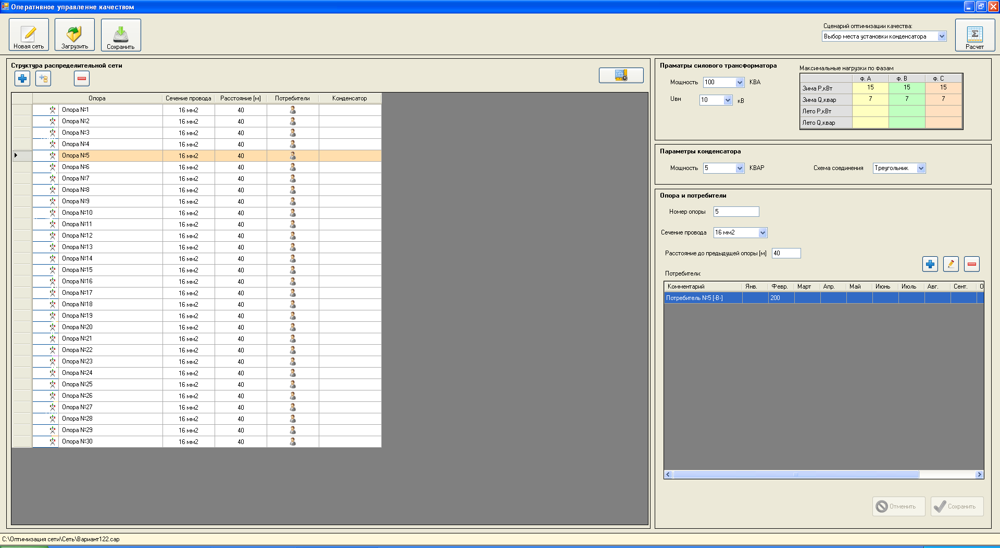 Оперативное управление качеством
Новая сеть
Загрузить
Сохранить
Сценарий оптимизации качества:
Выбор места установки конденсатора
Расчет
Структура распределительной сети
Опора Сечение провода Расстояние [м] Потребители Конденсатор
Опора №1 16 мм2 40
Опора №2 16 мм2 40
Опора №3 16 мм2 40
Опора №4 16 мм2 40
Опора №5 16 мм2 40
Опора №6 16 мм2 40
Опора №7 16 мм2 40
Опора №8 16 мм2 40
Опора №9 16 мм2 40
Опора №10 16 мм2 40
Опора №11 16 мм2 40
Опора №12 16 мм2 40
Опора №13 16 мм2 40
Опора №14 16 мм2 40
Опора №15 16 мм2 40
Опора №16 16 мм2 40
Опора №17 16 мм2 40
Опора №18 16 мм2 40
Опора №19 16 мм2 40
Опора №20 16 мм2 40
Опора №21 16 мм2 40
Опора №22 16 мм2 40
Опора №23 16 мм2 40
Опора №24 16 мм2 40
Опора №25 16 мм2 40
Опора №26 16 мм2 40
Опора №27 16 мм2 40
Опора №28 16 мм2 40
Опора №29 16 мм2 40
Опора №30 16 мм2 40
Праматры силового трансформатора
Мощность 100 КВА
Uвн 10 кВ
Максимальные нагрузки по фазам
ф. А ф. В ф. С
Зима P,кВт 15 15 15
Зима Q,квар 7 7 7
Лето P,кВт
Лето Q,квар
Параметры конденсатора
Мощность 5 КВАР Схема соединения Треугольник
Опора и потребители
Номер опоры 5
Сечение провода 16 мм2
Расстояние до предыдущей опоры [м] 40
Потребители:
Комментарий Янв. Февр. Март Апр. Май Июнь Июль Авг. Сент. О
Потребитель №5 [-В-] 200
Отменить Сохранить
C:\Оптимизация сети\Сеть\Вариант122.cap